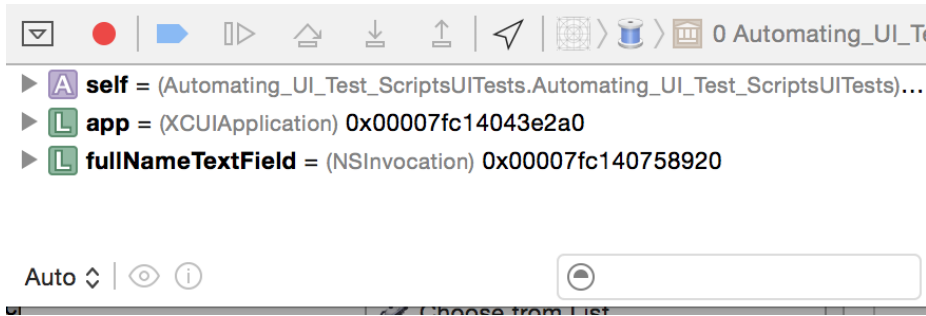 0 Automating_UI_Te
A self = (Automating_UI_Test_ScriptsUITests.Automating_UI_Test_ScriptsUITests)...
L app = (XCUIApplication) 0x00007fc14043e2a0
L fullNameTextField = (NSInvocation) 0x00007fc140758920
Auto
Choose from List